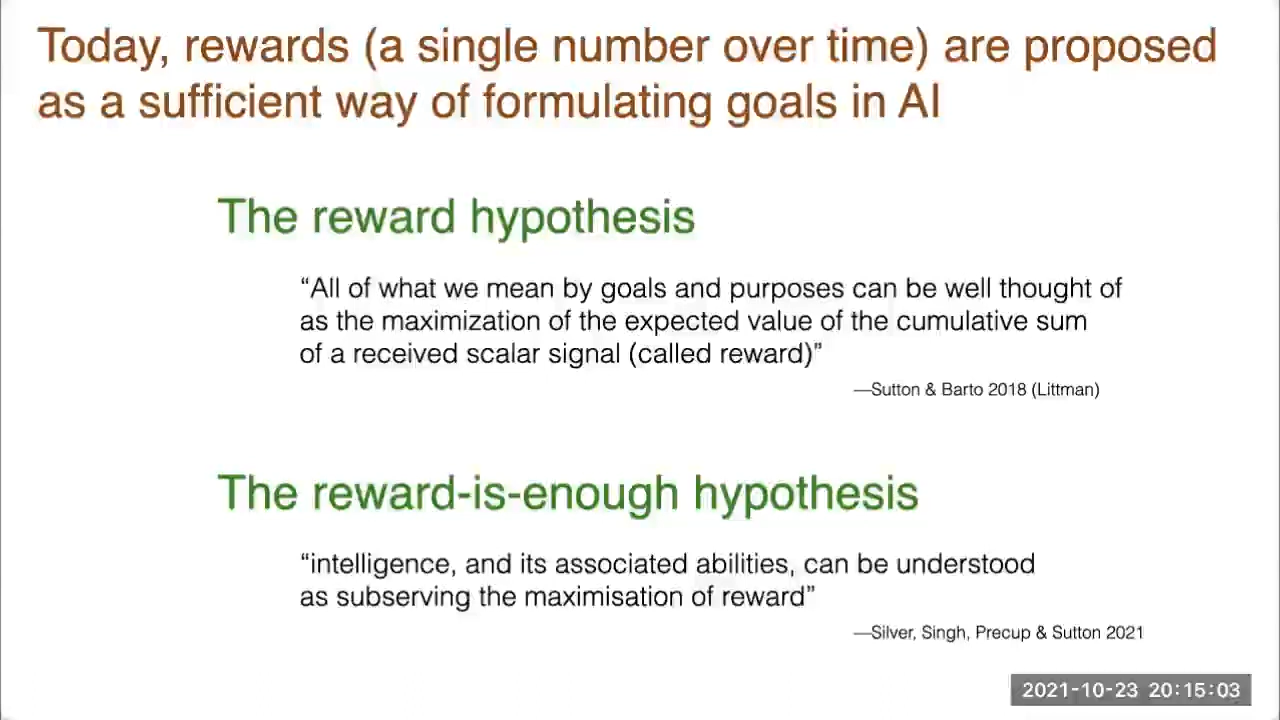 Today, rewards (a single number over time) are proposed
as a sufficient way of formulating goals in AI
The reward hypothesis
“All of what we mean by goals and purposes can be well thought of
as the maximization of the expected value of the cumulative sum
of a received scalar signal (called reward)”
—Sutton & Barto 2018 (Littman)
The reward-is-enough hypothesis
“intelligence, and its associated abilities, can be understood
as subserving the maximisation of reward”
—Silver, Singh, Precup & Sutton 2021
2021-10-23 20:15:03